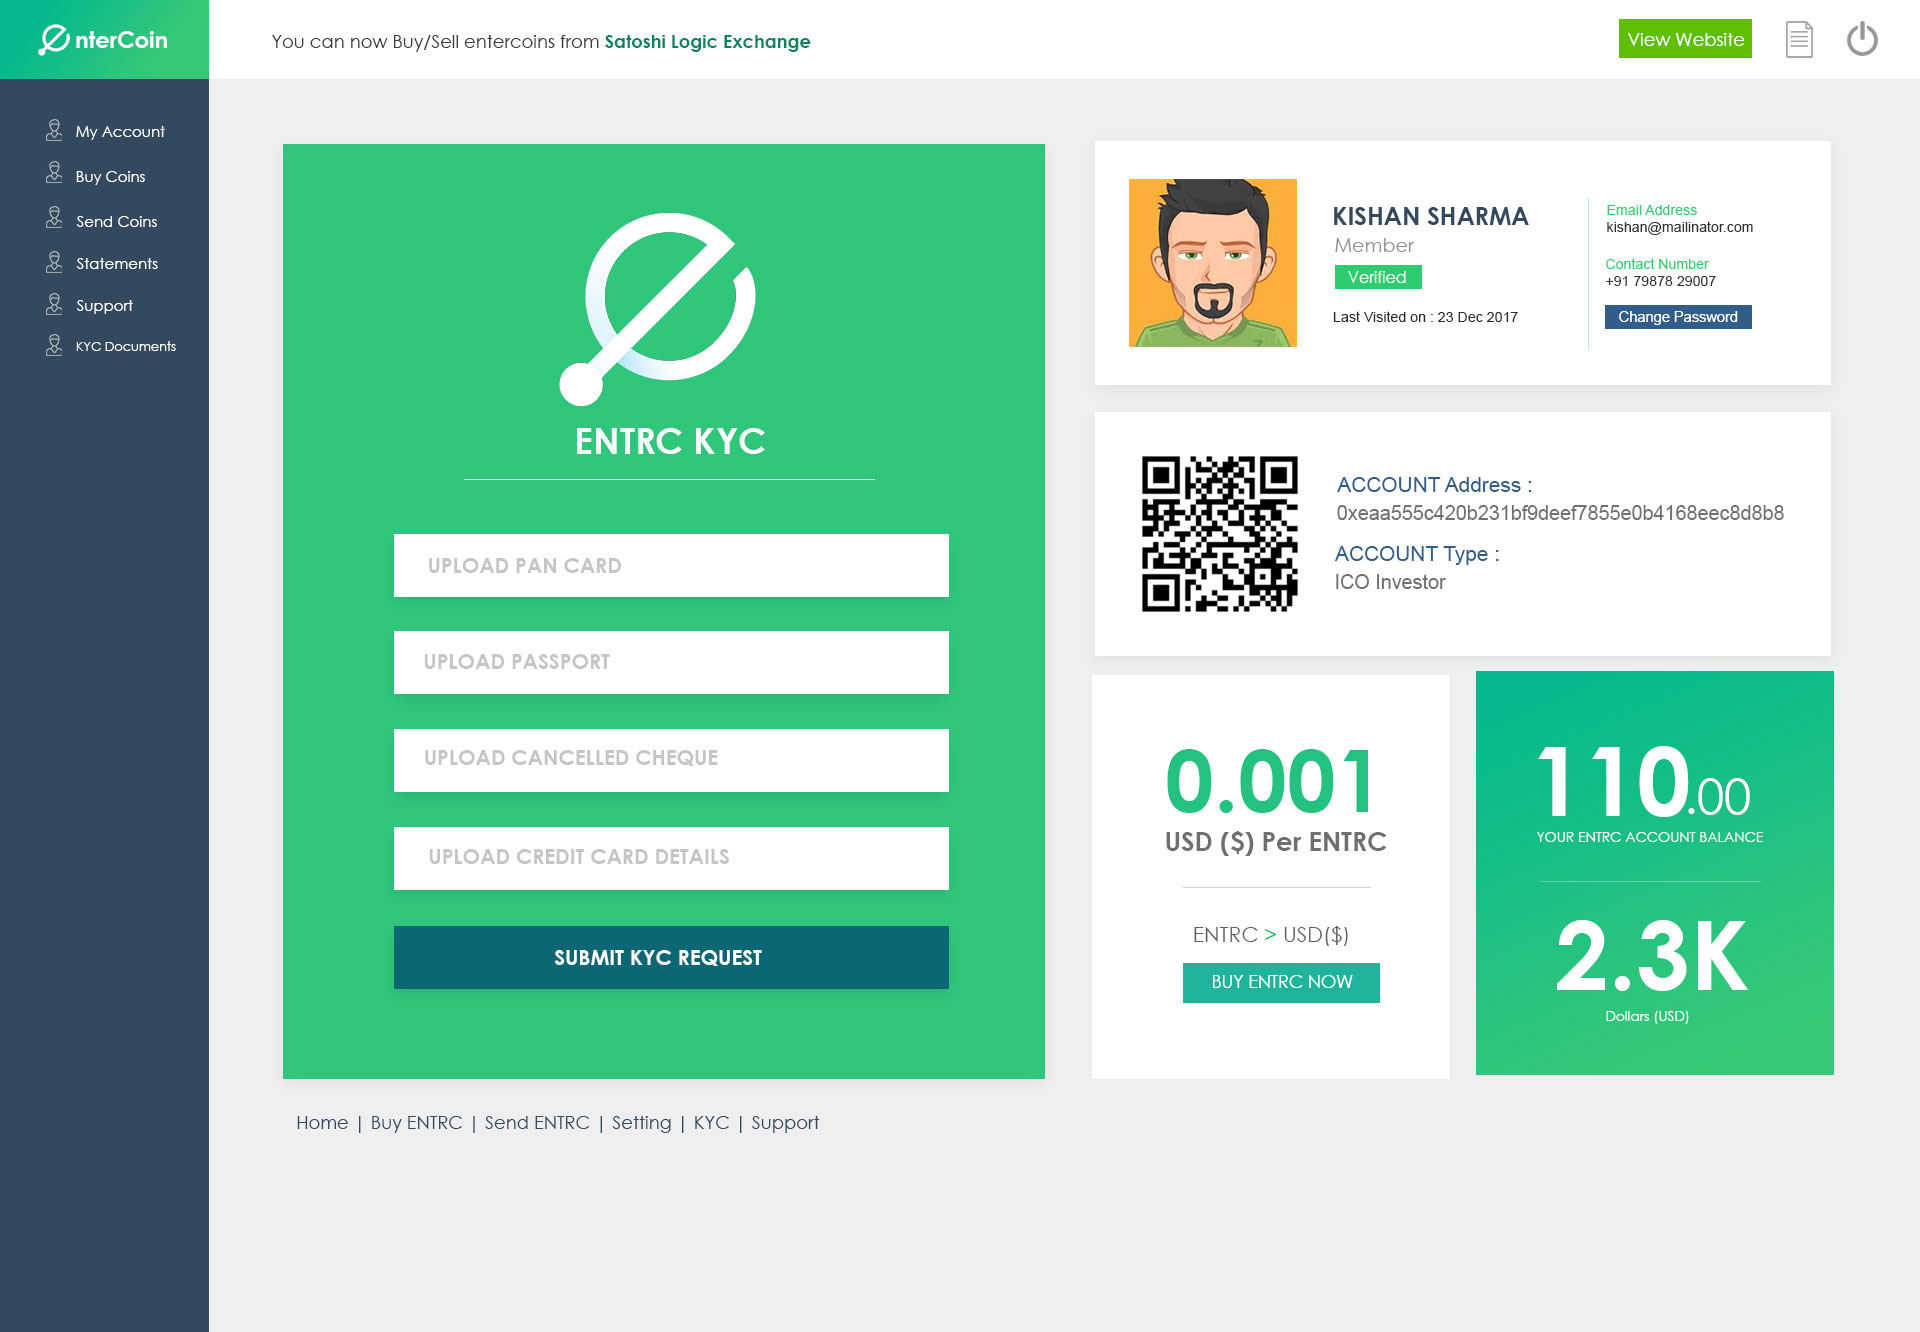 nterCoin
You can now Buy/Sell entercoins from Satoshi Logic Exchange
View Website
My Account
Buy Coins
Send Coins
Statements
Support
KYC Documents
ENTRC KYC
UPLOAD PAN CARD
UPLOAD PASSPORT
UPLOAD CANCELLED CHEQUE
UPLOAD CREDIT CARD DETAILS
SUBMIT KYC REQUEST
KISHAN SHARMA
Member
Verified
Last Visited on : 23 Dec 2017
Email Address
kishan@mailinator.com
Contact Number
+91 79878 29007
Change Password
ACCOUNT Address :
0xeaa555c420b231bf9deef7855e0b4168eec8d8b8
ACCOUNT Type :
ICO Investor
0.001
USD ($) Per ENTRC
ENTRC > USD($)
BUY ENTRC NOW
110.00
YOUR ENTRC ACCOUNT BALANCE
2.3K
Dollars (USD)
Home | Buy ENTRC | Send ENTRC | Setting | KYC | Support